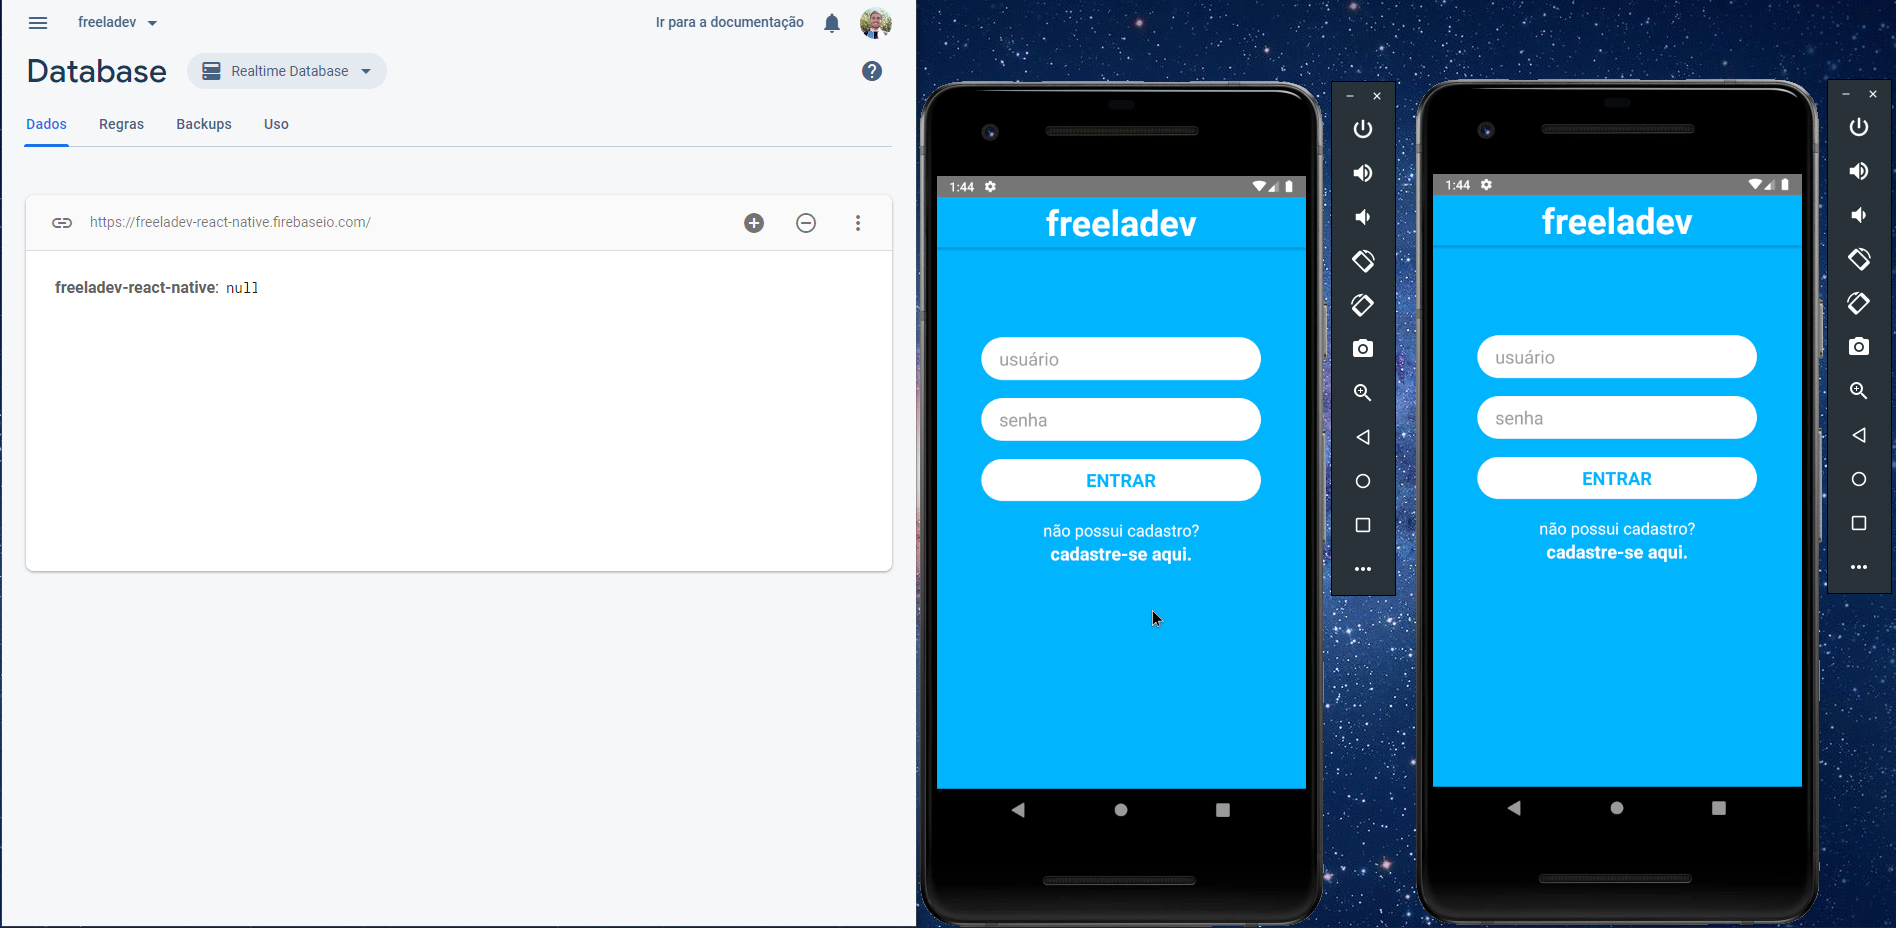 freeladev
Ir para a documentação
Database
Realtime Database
Dados
Regras
Backups
Uso
https://freeladev-react-native.firebaseio.com/
freeladev-react-native: null
1:44
freeladev
usuário
senha
ENTRAR
não possui cadastro?
cadastre-se aqui.
1:44
freeladev
usuário
senha
ENTRAR
não possui cadastro?
cadastre-se aqui.